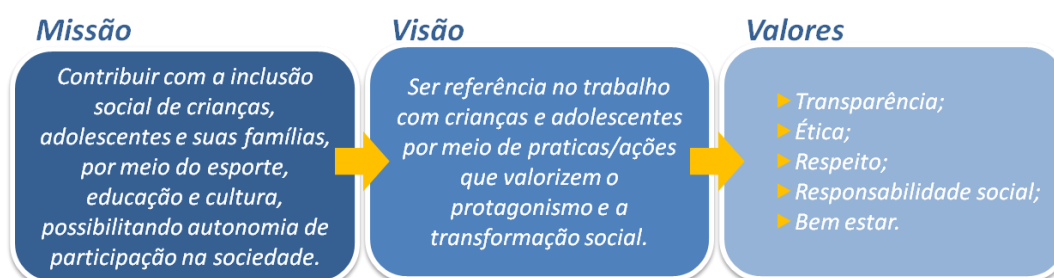 Missão
Contribuir com a inclusão
social de crianças,
adolescentes e suas famílias,
por meio do esporte,
educação e cultura,
possibilitando autonomia de
participação na sociedade.
Visão
Ser referência no trabalho
com crianças e adolescentes
por meio de praticas/ações
que valorizem o
protagonismo e a
transformação social.
Valores
Transparência;
Ética;
Respeito;
Responsabilidade social;
Bem estar.